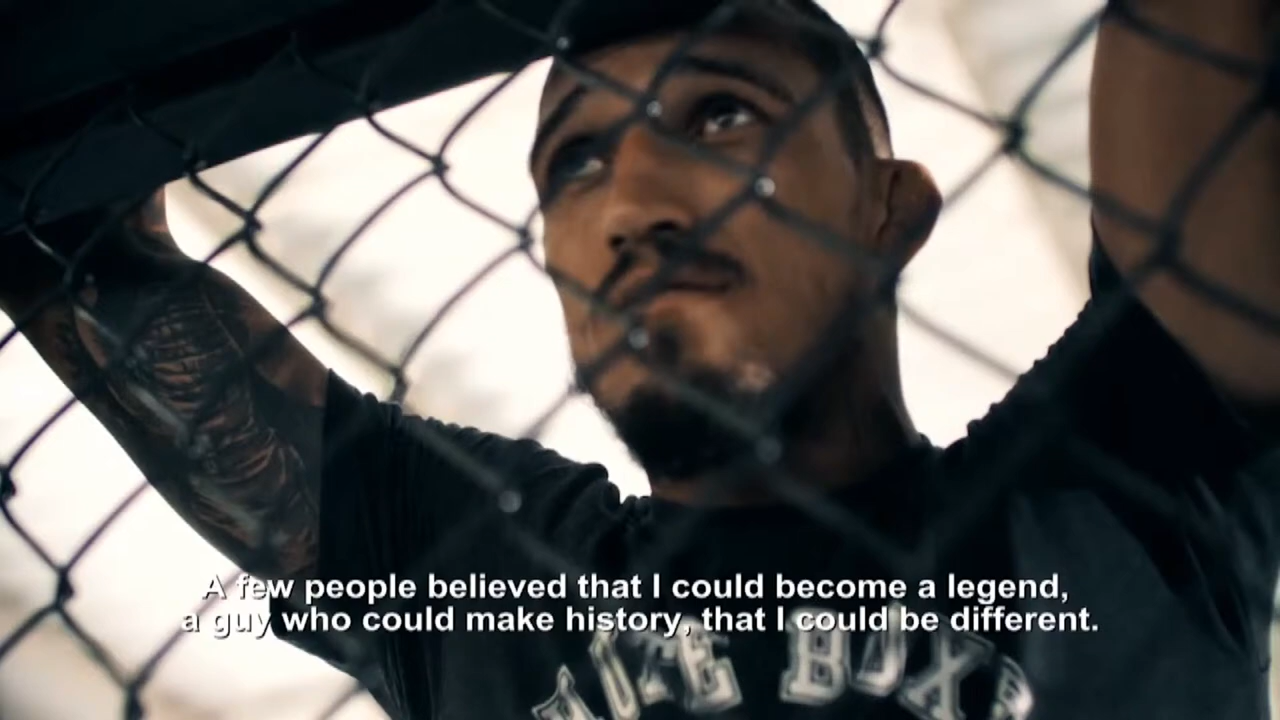 A few people believed that I could become a legend,
a guy who could make history, that I could be different.